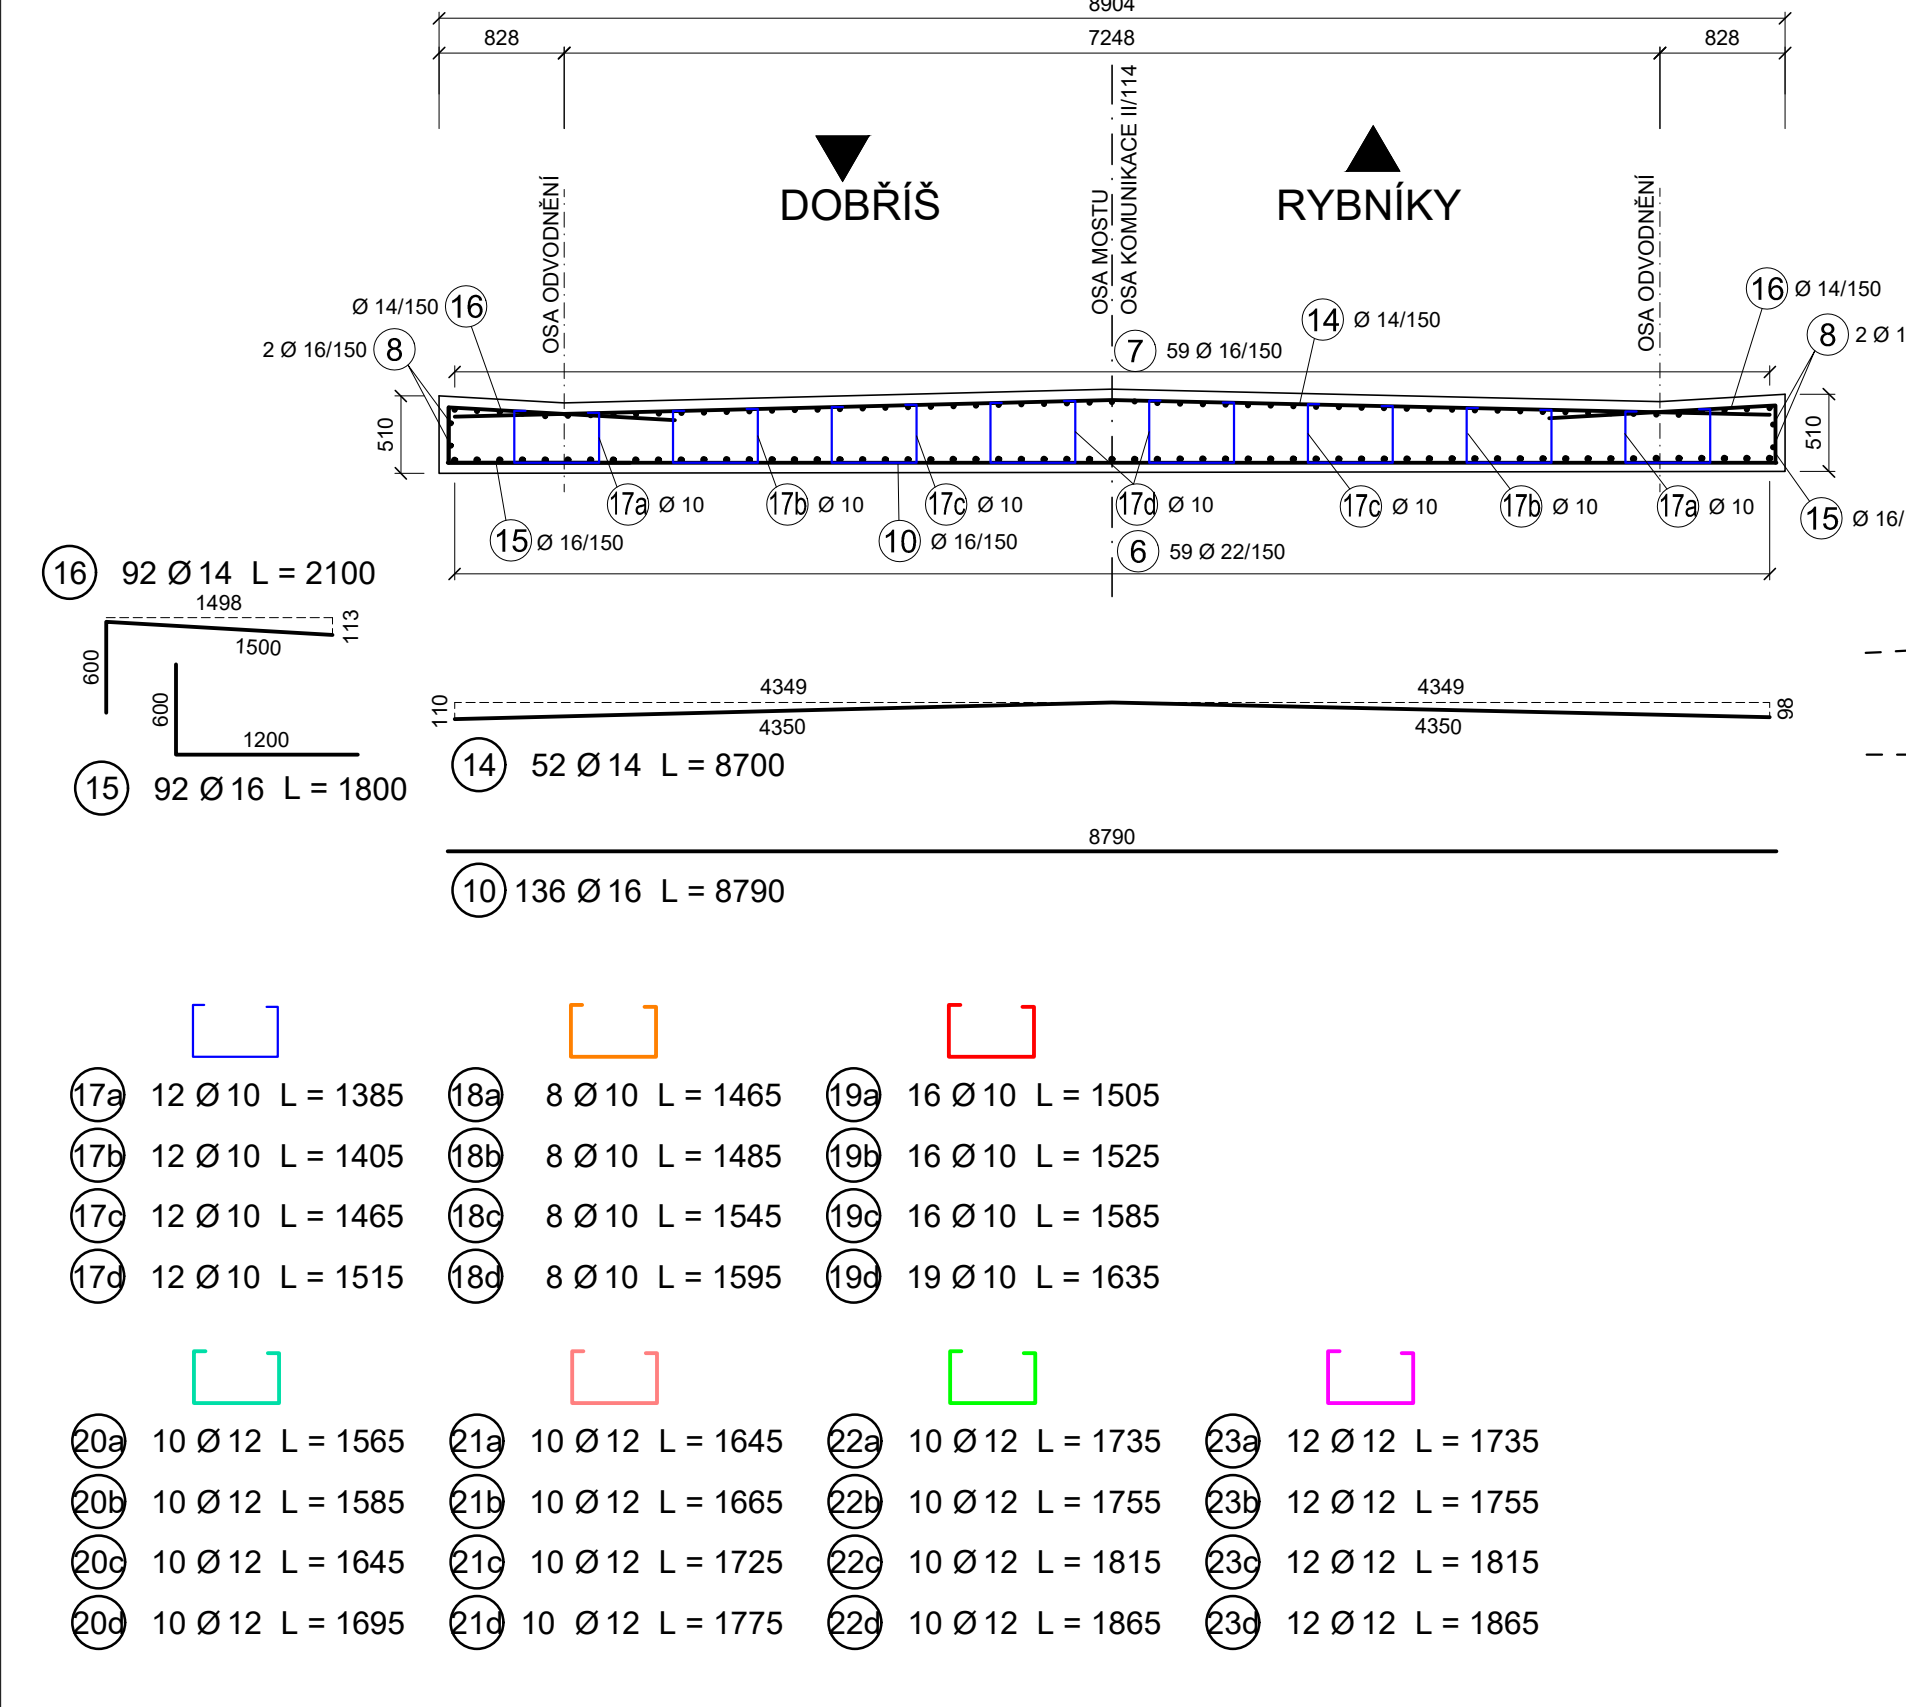 8904
828
7248
828
OSA ODVODNĚNÍ
OSA MOSTU
OSA KOMUNIKACE II/114
OSA ODVODNĚNÍ
DOBŘÍŠ
RYBNÍKY
Ø 14/150 16
16 Ø 14/150
14 Ø 14/150
2 Ø 16/150 8
7 59 Ø 16/150
8 2 Ø 1
510
510
17a Ø 10
17b Ø 10
17c Ø 10
17d Ø 10
17c Ø 10
17b Ø 10
17a Ø 10
15 Ø 16/150
10 Ø 16/150
6 59 Ø 22/150
15 Ø 16/
16 92 Ø 14 L = 2100
1498
113
1500
600
600
1200
15 92 Ø 16 L = 1800
110
4349
4349
98
4350
4350
14 52 Ø 14 L = 8700
8790
10 136 Ø 16 L = 8790
17a 12 Ø 10 L = 1385
18a 8 Ø 10 L = 1465
19a 16 Ø 10 L = 1505
17b 12 Ø 10 L = 1405
18b 8 Ø 10 L = 1485
19b 16 Ø 10 L = 1525
17c 12 Ø 10 L = 1465
18c 8 Ø 10 L = 1545
19c 16 Ø 10 L = 1585
17d 12 Ø 10 L = 1515
18d 8 Ø 10 L = 1595
19d 19 Ø 10 L = 1635
20a 10 Ø 12 L = 1565
21a 10 Ø 12 L = 1645
22a 10 Ø 12 L = 1735
23a 12 Ø 12 L = 1735
20b 10 Ø 12 L = 1585
21b 10 Ø 12 L = 1665
22b 10 Ø 12 L = 1755
23b 12 Ø 12 L = 1755
20c 10 Ø 12 L = 1645
21c 10 Ø 12 L = 1725
22c 10 Ø 12 L = 1815
23c 12 Ø 12 L = 1815
20d 10 Ø 12 L = 1695
21d 10 Ø 12 L = 1775
22d 10 Ø 12 L = 1865
23d 12 Ø 12 L = 1865